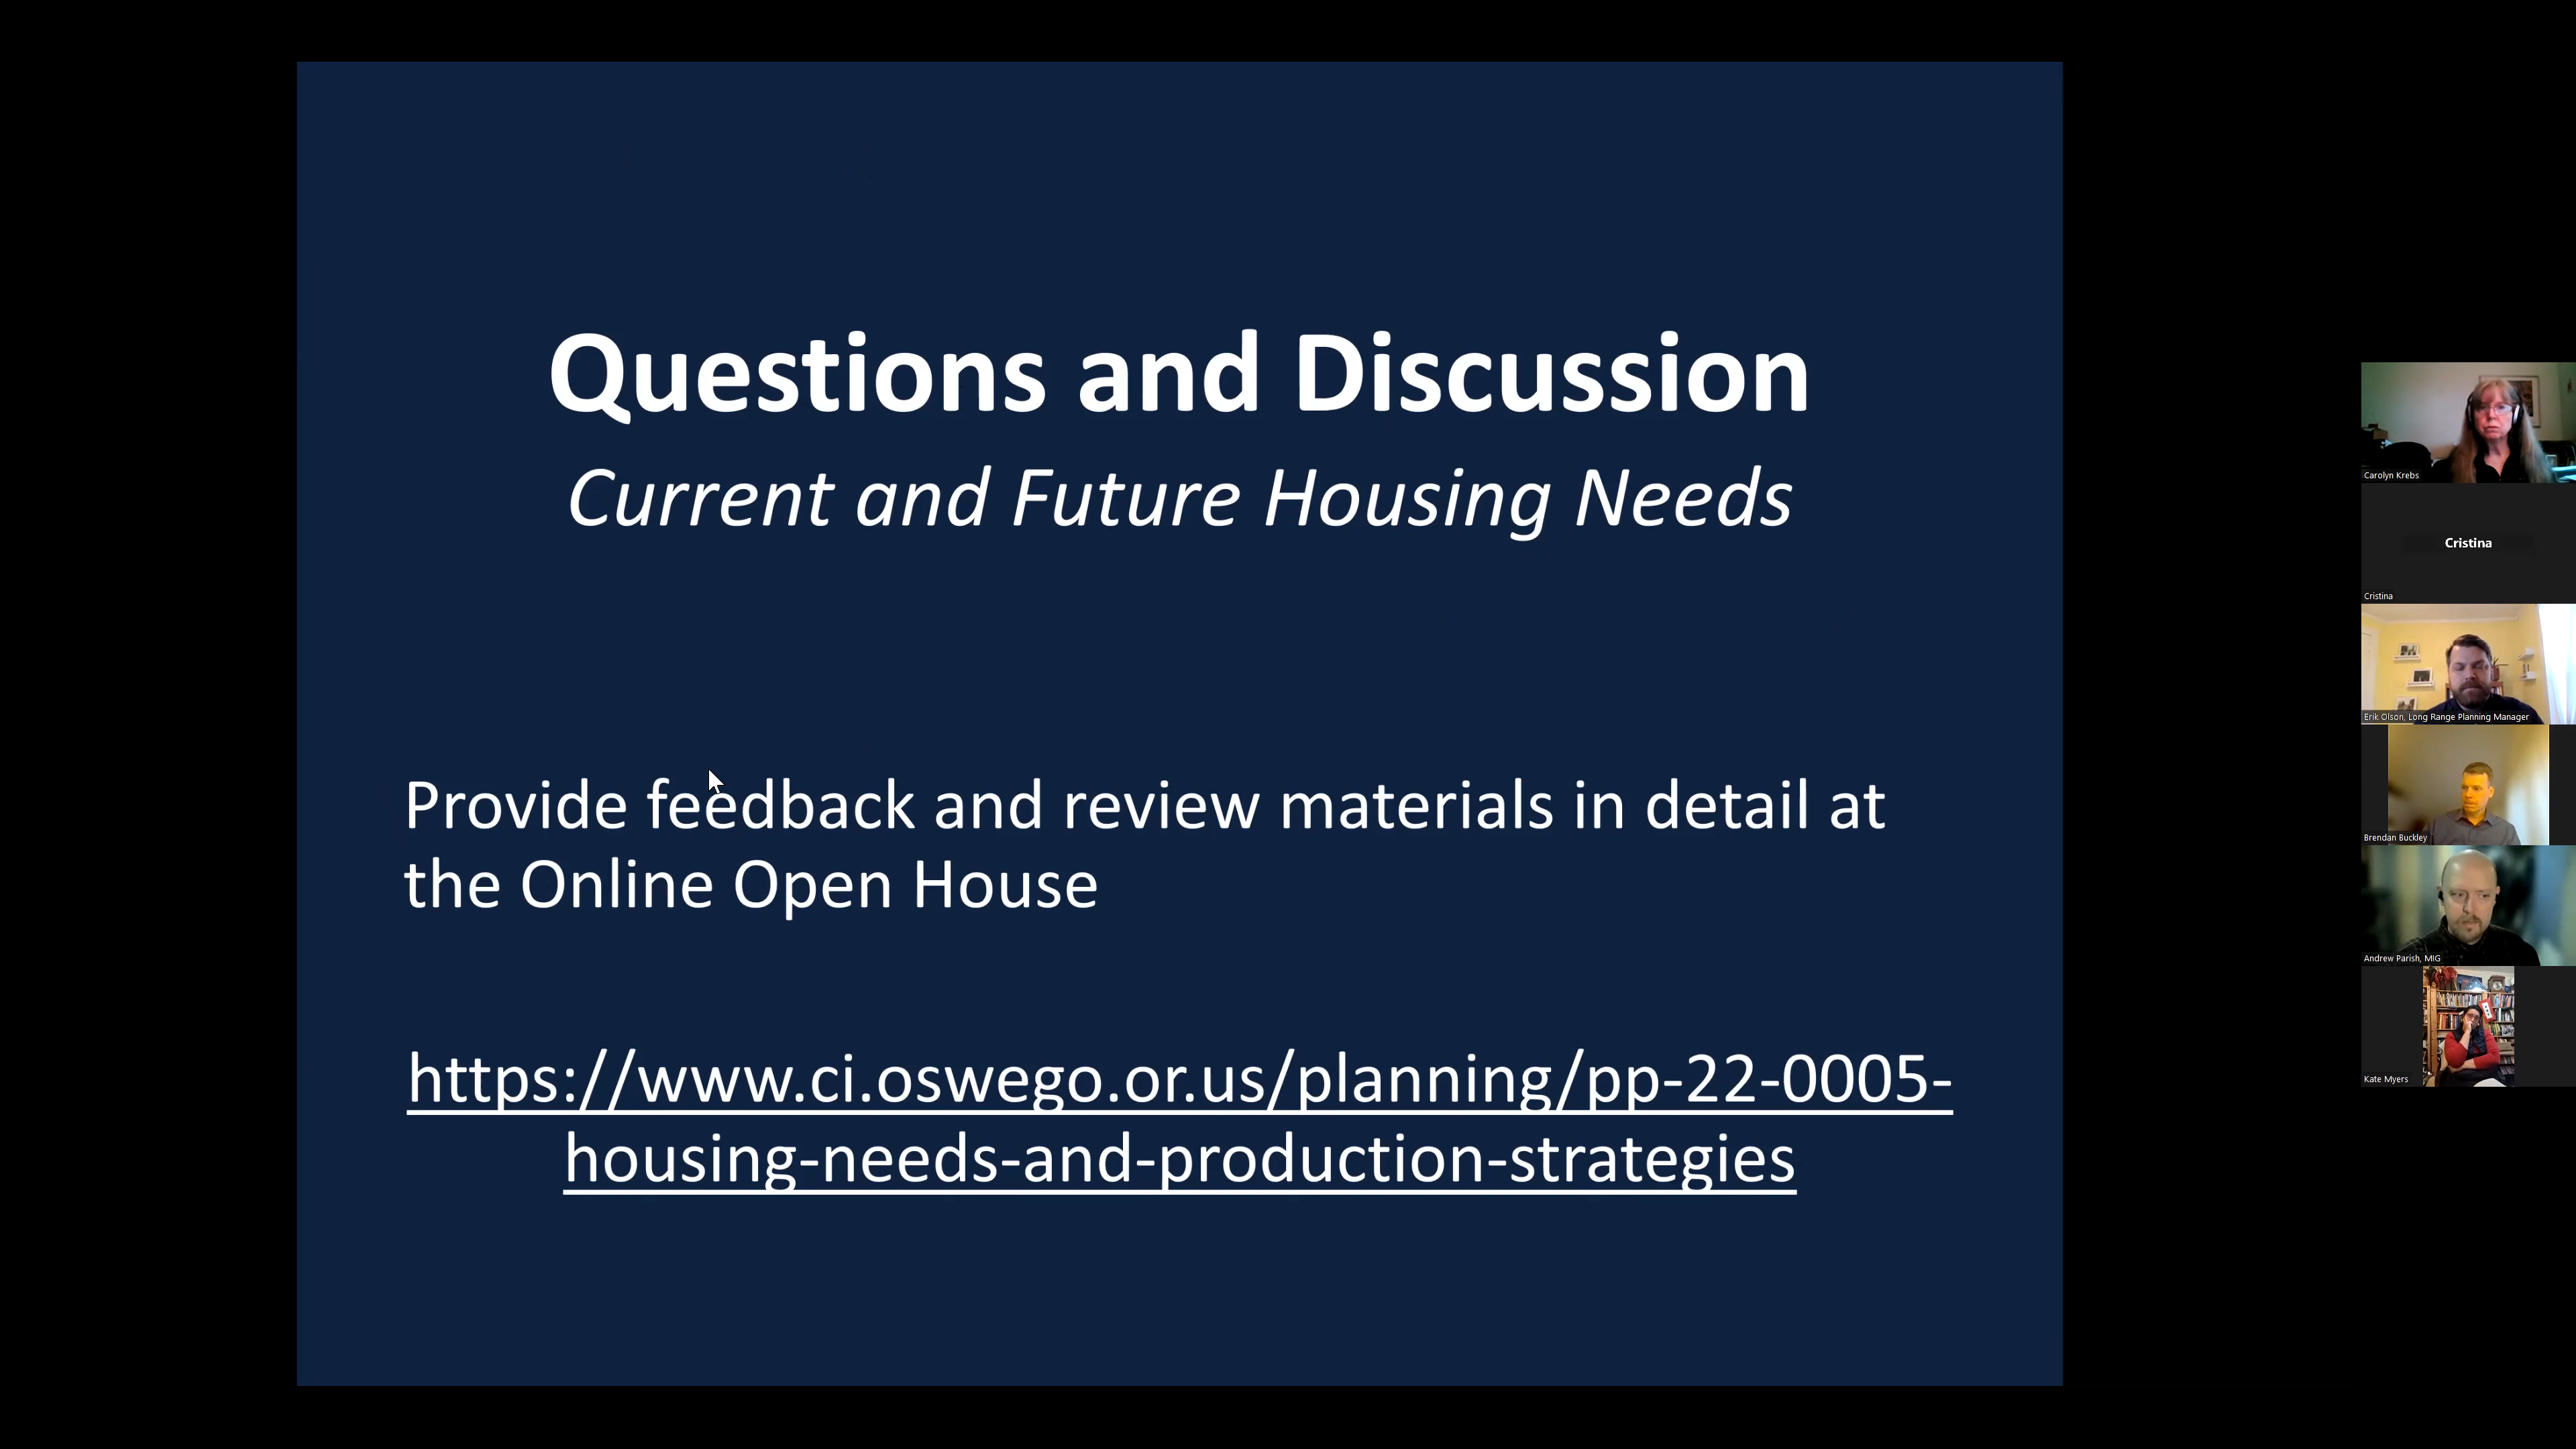 Questions and Discussion
Current and Future Housing Needs
Provide feedback and review materials in detail at
the Online Open House
https://www.ci.oswego.or.us/planning/pp-22-0005-
housing-needs-and-production-strategies
Carolyn Krebs
Cristina
Cristina
Erik Olson, Long Range Planning Manager
Brendan Buckley
Andrew Parish, MIG
Kate Myers